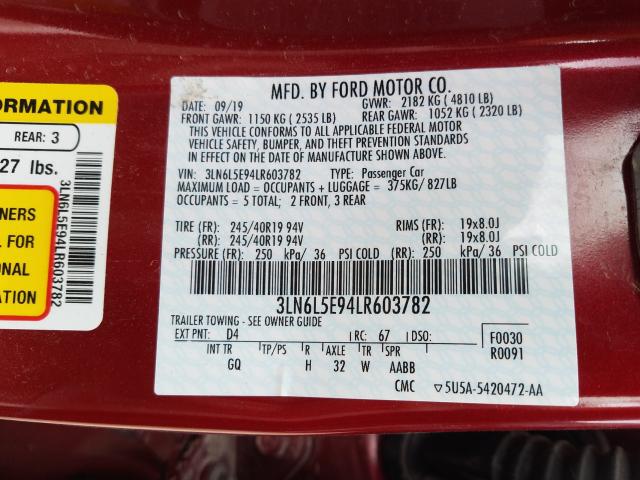 ORMATION
REAR: 3
27 lbs.
NERS
L FOR
ONAL
TION
3LN6L5E94LR603782
MFD. BY FORD MOTOR CO.
DATE: 09/19 GVWR: 2182 KG ( 4810 LB)
FRONT GAWR: 1150 KG ( 2535 LB) REAR GAWR: 1052 KG ( 2320 LB)
THIS VEHICLE CONFORMS TO ALL APPLICABLE FEDERAL MOTOR
VEHICLE SAFETY, BUMPER, AND THEFT PREVENTION STANDARDS
IN EFFECT ON THE DATE OF MANUFACTURE SHOWN ABOVE.
VIN: 3LN6L5E94LR603782 TYPE: Passenger Car
MAXIMUM LOAD = OCCUPANTS + LUGGAGE = 375KG/ 827LB
OCCUPANTS = 5 TOTAL; 2 FRONT, 3 REAR
TIRE (FR): 245/40R19 94V RIMS (FR): 19x8.0J
(RR): 245/40R19 94V (RR): 19x8.0J
PRESSURE (FR): 250 kPa/ 36 PSI COLD (RR): 250 kPa/ 36 PSI COLD
3LN6L5E94LR603782
TRAILER TOWING - SEE OWNER GUIDE
EXT PNT: D4 RC: 67 DSO: F0030
INT TR TP/PS R AXLE TR SPR R0091
GQ H 32 W AABB
CMC ▽5U5A-5420472-AA